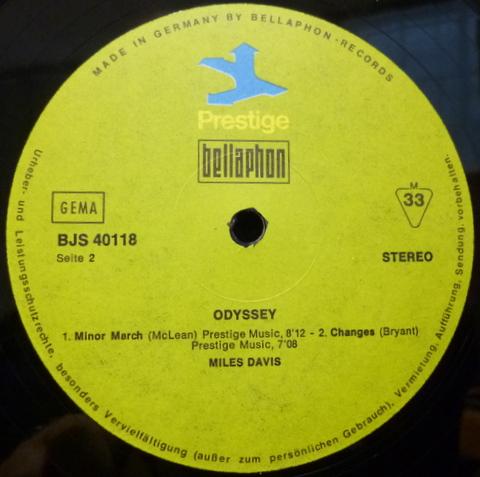 MADE IN GERMANY BY BELLAPHON-RECORDS
Prestige
bellaphon
GEMA
M
33
BJS 40118
Seite 2
STEREO
ODYSSEY
1. Minor March (McLean) Prestige Music, 8'12 - 2. Changes (Bryant)
Prestige Music, 7'08
MILES DAVIS
Urheber- und Leistungsschutzrechte, besonders Vervielfältigung (außer zum persönlichen Gebrauch), Vermietung, Aufführung, Sendung, vorbehalten.